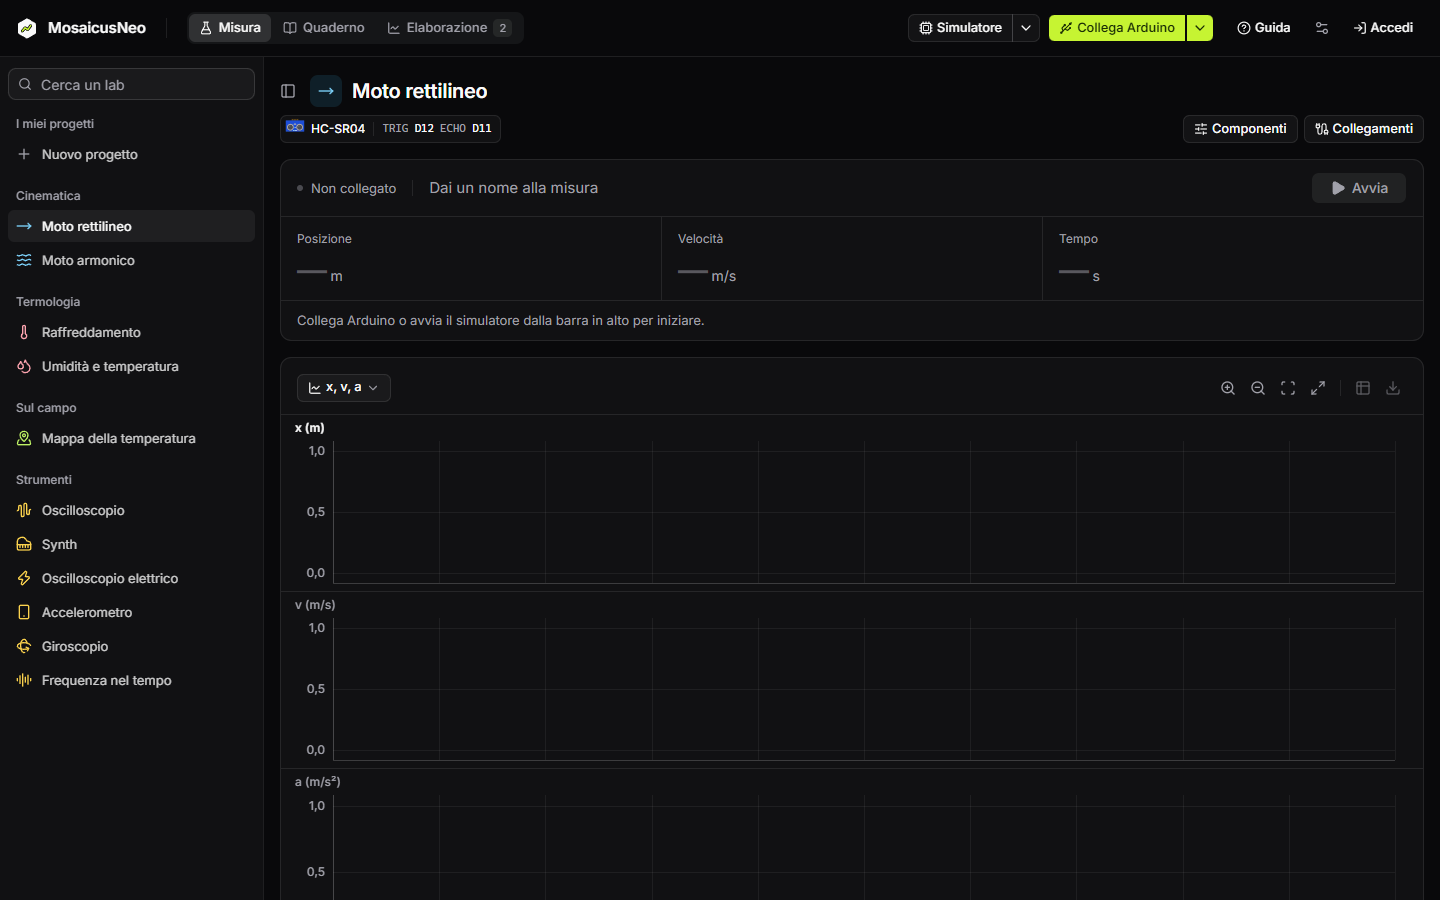 MosaicusNeo
Misura
Quaderno
Elaborazione 2
Simulatore
Collega Arduino
Guida
Accedi
Cerca un lab
I miei progetti
Nuovo progetto
Cinematica
Moto rettilineo
Moto armonico
Termologia
Raffreddamento
Umidità e temperatura
Sul campo
Mappa della temperatura
Strumenti
Oscilloscopio
Synth
Oscilloscopio elettrico
Accelerometro
Giroscopio
Frequenza nel tempo
Moto rettilineo
HC-SR04 TRIG D12 ECHO D11
Componenti
Collegamenti
Non collegato
Dai un nome alla misura
Avvia
Posizione
— m
Velocità
— m/s
Tempo
— s
Collega Arduino o avvia il simulatore dalla barra in alto per iniziare.
x, v, a
x (m)
1,0
0,5
0,0
v (m/s)
1,0
0,5
0,0
a (m/s²)
1,0
0,5